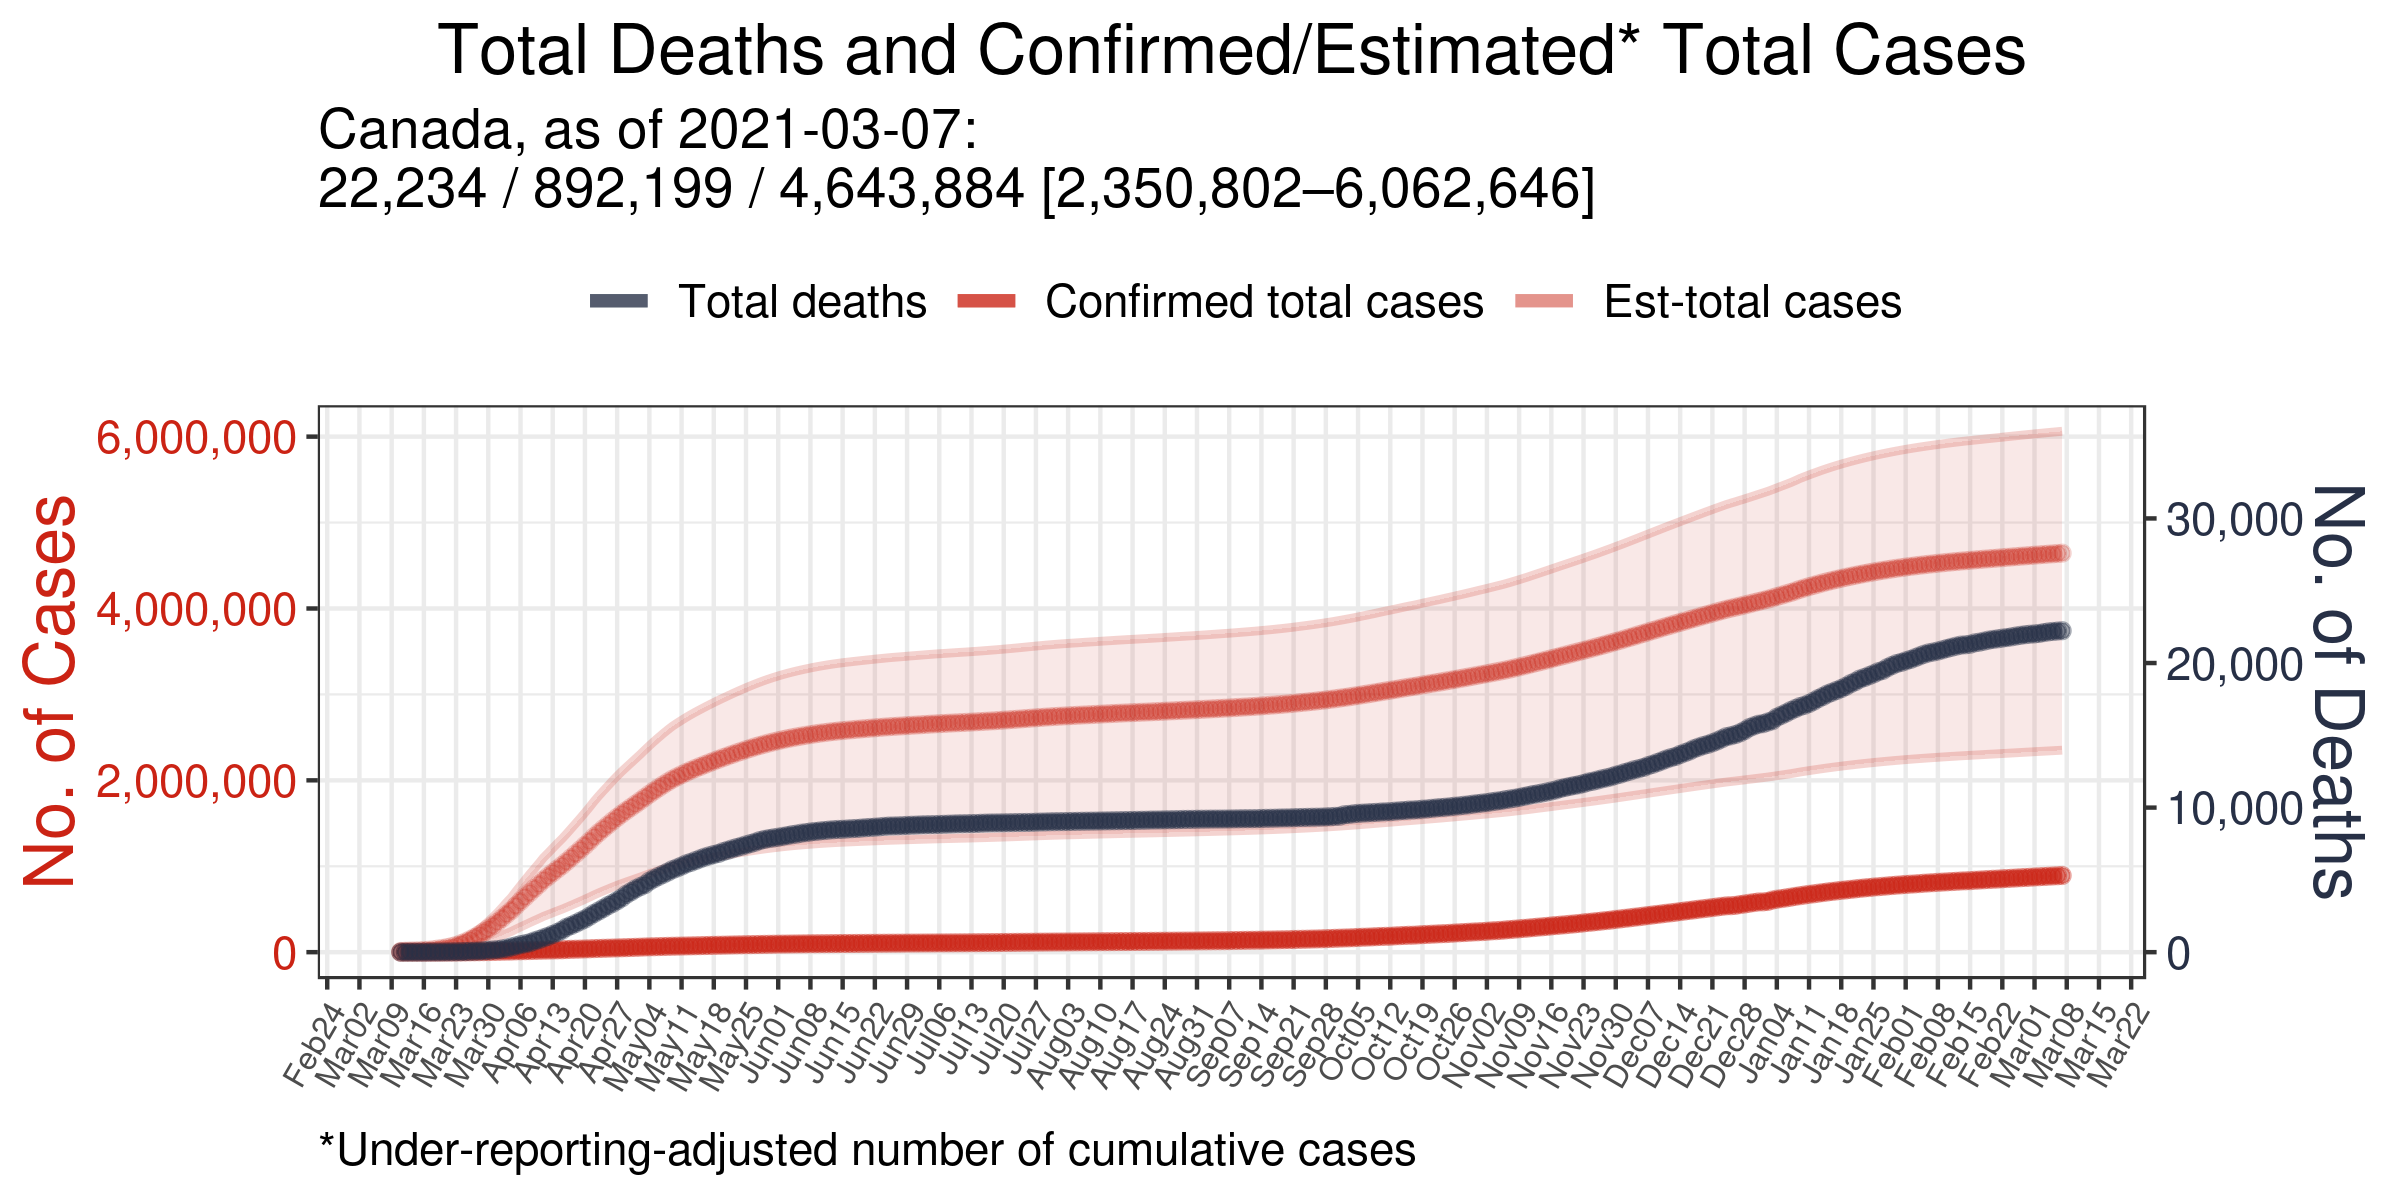 Total Deaths and Confirmed/Estimated* Total Cases
Canada, as of 2021-03-07:
22,234 / 892,199 / 4,643,884 [2,350,802–6,062,646]
Total deaths
Confirmed total cases
Est-total cases
No. of Cases
6,000,000
4,000,000
2,000,000
0
30,000
20,000
10,000
0
No. of Deaths
Feb24
Mar02
Mar09
Mar16
Mar23
Mar30
Apr06
Apr13
Apr20
Apr27
May04
May11
May18
May25
Jun01
Jun08
Jun15
Jun22
Jun29
Jul06
Jul13
Jul20
Jul27
Aug03
Aug10
Aug17
Aug24
Aug31
Sep07
Sep14
Sep21
Sep28
Oct05
Oct12
Oct19
Oct26
Nov02
Nov09
Nov16
Nov23
Nov30
Dec07
Dec14
Dec21
Dec28
Jan04
Jan11
Jan18
Jan25
Feb01
Feb08
Feb15
Feb22
Mar01
Mar08
Mar15
Mar22
*Under-reporting-adjusted number of cumulative cases